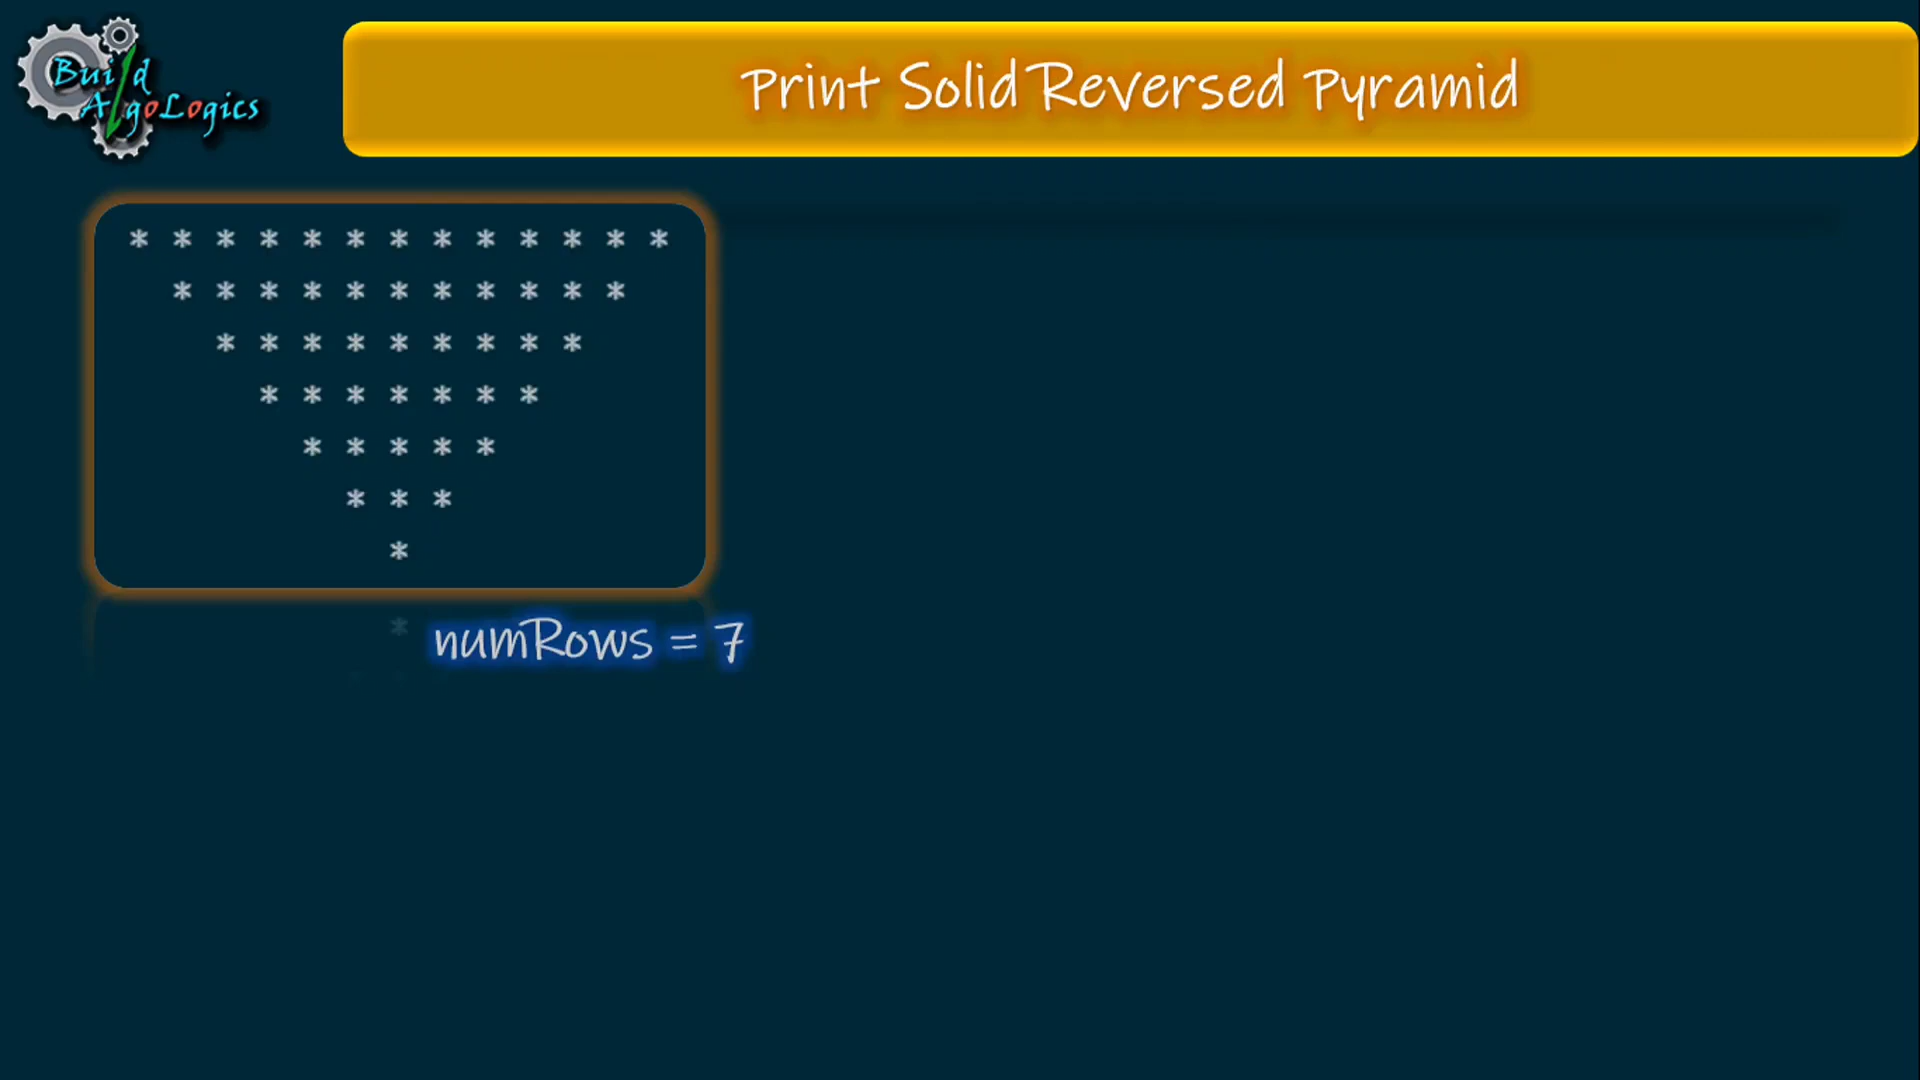 Build
AlgoLogics
Print Solid Reversed Pyramid
* * * * * * * * * * * * *
* * * * * * * * * * *
* * * * * * * * *
* * * * * * *
* * * * *
* * *
*
numRows = 7